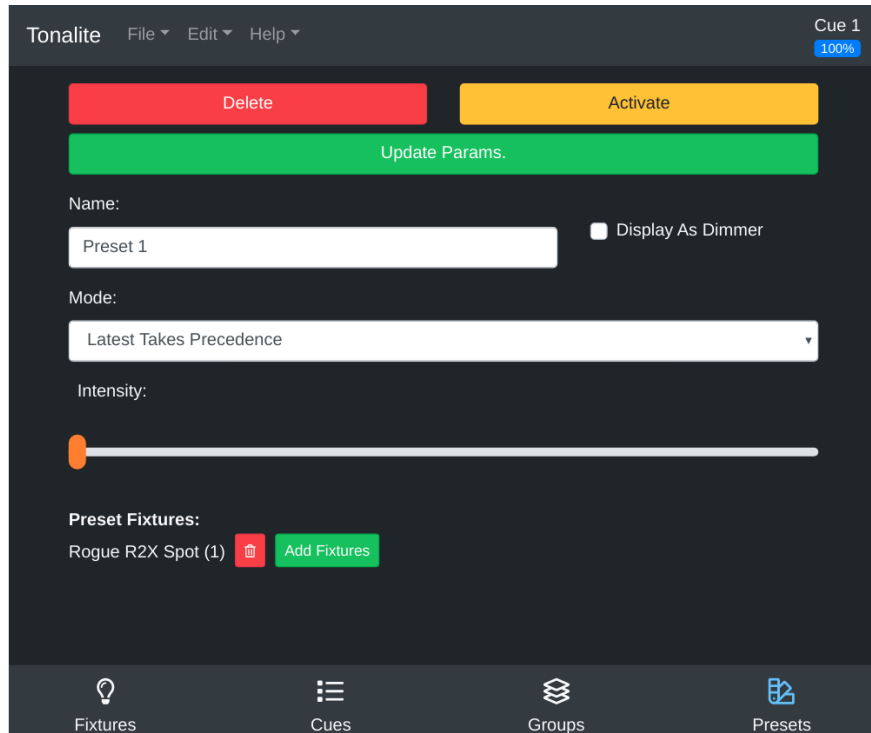 Tonalite File Edit Help Cue 1
100%
Delete Activate
Update Params.
Name:
Display As Dimmer
Preset 1
Mode:
Latest Takes Precedence
Intensity:
Preset Fixtures:
Rogue R2X Spot (1) Add Fixtures
Fixtures Cues Groups Presets